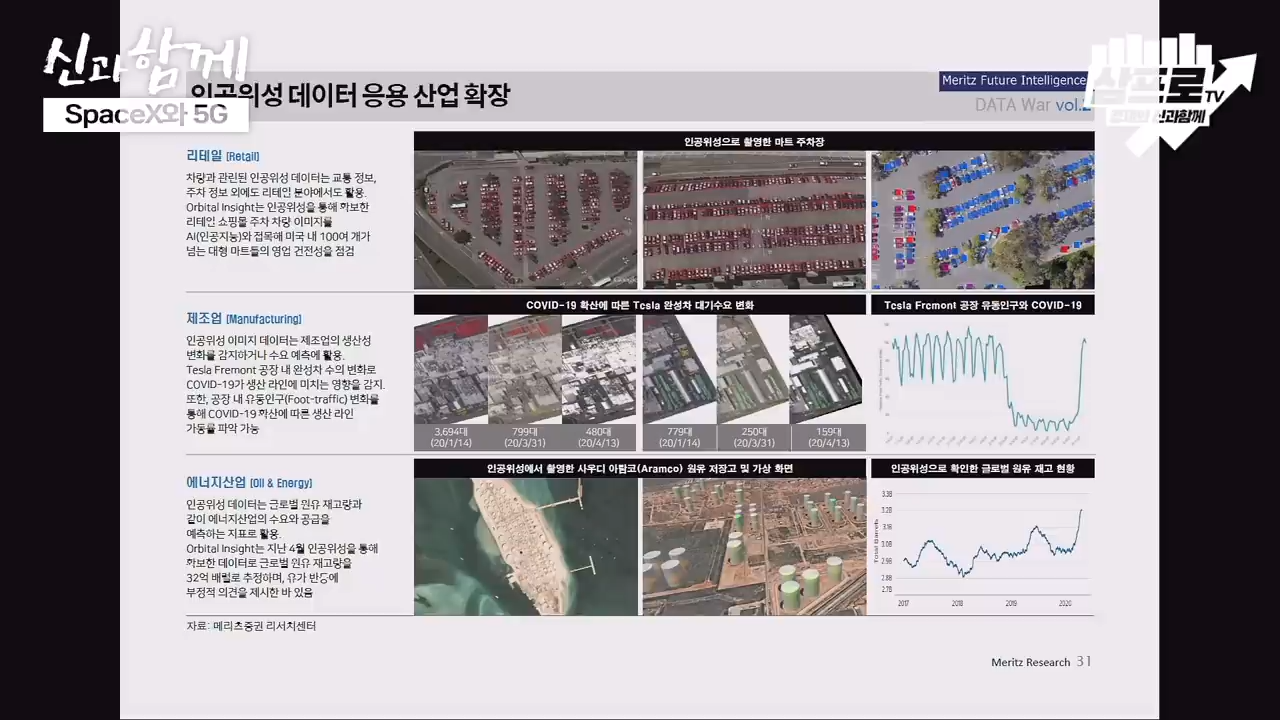 신과함께
SpaceX와 5G
삼프로TV
신과함께
인공위성 데이터 응용 산업 확장
Meritz Future Intelligence
DATA War vol.2
리테일 [Retail]
차량과 관련된 인공위성 데이터는 교통 정보,
주차 정보 외에도 리테일 분야에서도 활용.
Orbital Insight는 인공위성을 통해 확보한
리테일 쇼핑몰 주차 차량 이미지를
AI(인공지능)와 접목해 미국 내 100여 개가
넘는 대형 마트들의 영업 건전성을 점검
인공위성으로 촬영한 마트 주차장
제조업 [Manufacturing]
인공위성 이미지 데이터는 제조업의 생산성
변화를 감지하거나 수요 예측에 활용.
Tesla Fremont 공장 내 완성차 수의 변화로
COVID-19가 생산 라인에 미치는 영향을 감지.
또한, 공장 내 유동인구(Foot-traffic) 변화를
통해 COVID-19 확산에 따른 생산 라인
가동률 파악 가능
COVID-19 확산에 따른 Tesla 완성차 대기수요 변화
3,694대 799대 480대 779대 250대 159대
(20/1/14) (20/3/31) (20/4/13) (20/1/14) (20/3/31) (20/4/13)
Tesla Fremont 공장 유동인구와 COVID-19
에너지산업 [Oil & Energy]
인공위성 데이터는 글로벌 원유 재고량과
같이 에너지산업의 수요와 공급을
예측하는 지표로 활용.
Orbital Insight는 지난 4월 인공위성을 통해
확보한 데이터로 글로벌 원유 재고량을
32억 배럴로 추정하며, 유가 반등에
부정적 의견을 제시한 바 있음
인공위성에서 촬영한 사우디 아람코(Aramco) 원유 저장고 및 가상 화면
인공위성으로 확인한 글로벌 원유 재고 현황
Total Barrels
3.3B
3.2B
3.1B
3.0B
2.9B
2.8B
2.7B
2017 2018 2019 2020
자료: 메리츠증권 리서치센터
Meritz Research 31